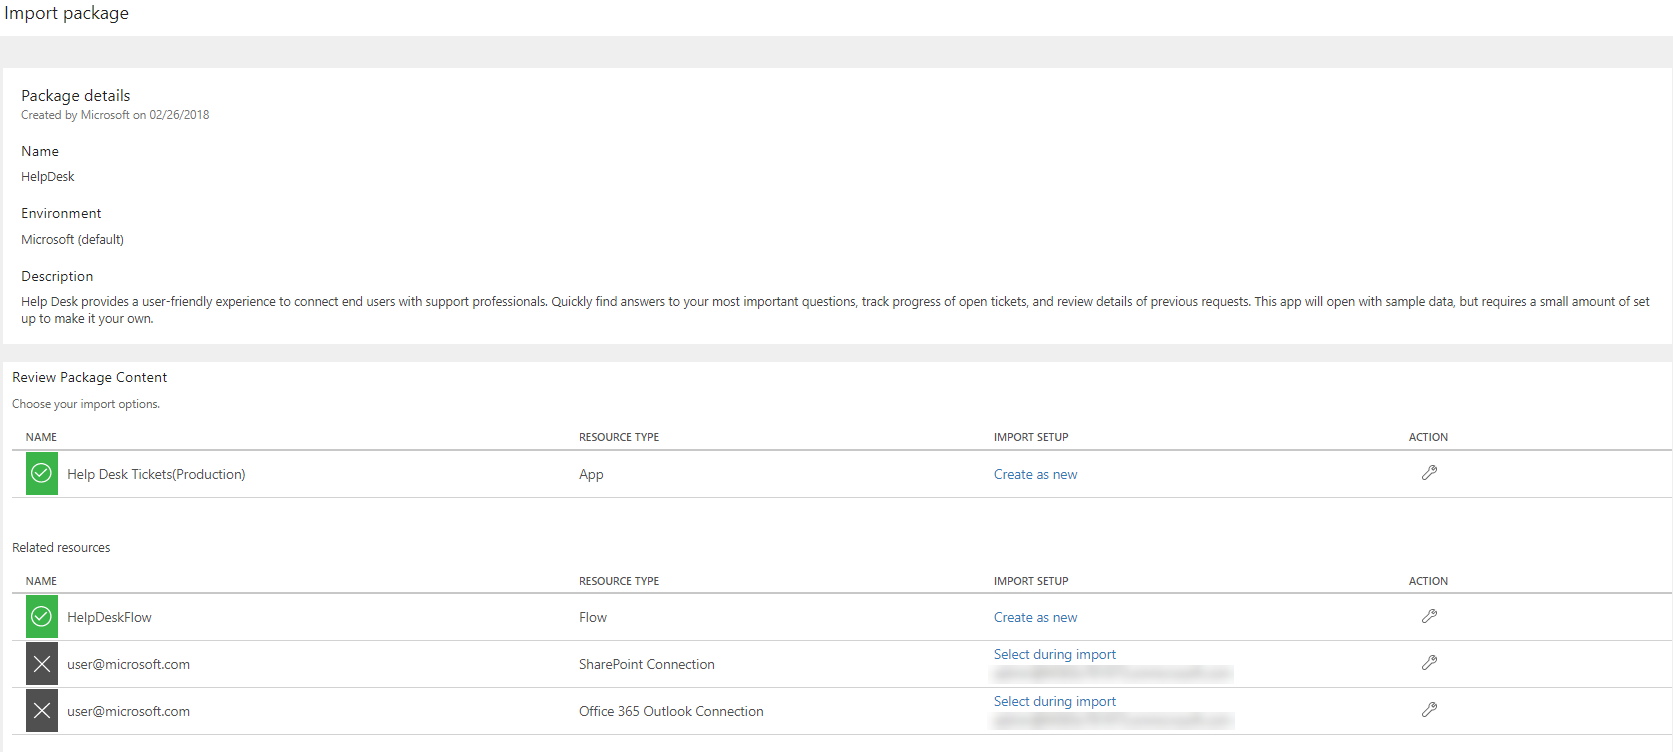 Import package
Package details
Created by Microsoft on 02/26/2018
Name
HelpDesk
Environment
Microsoft (default)
Description
Help Desk provides a user-friendly experience to connect end users with support professionals. Quickly find answers to your most important questions, track progress of open tickets, and review details of previous requests. This app will open with sample data, but requires a small amount of set
up to make it your own.
Review Package Content
Choose your import options.
NAME RESOURCE TYPE IMPORT SETUP ACTION
Help Desk Tickets(Production) App Create as new
Related resources
NAME RESOURCE TYPE IMPORT SETUP ACTION
HelpDeskFlow Flow Create as new
user@microsoft.com SharePoint Connection Select during import
user@microsoft.com Office 365 Outlook Connection Select during import